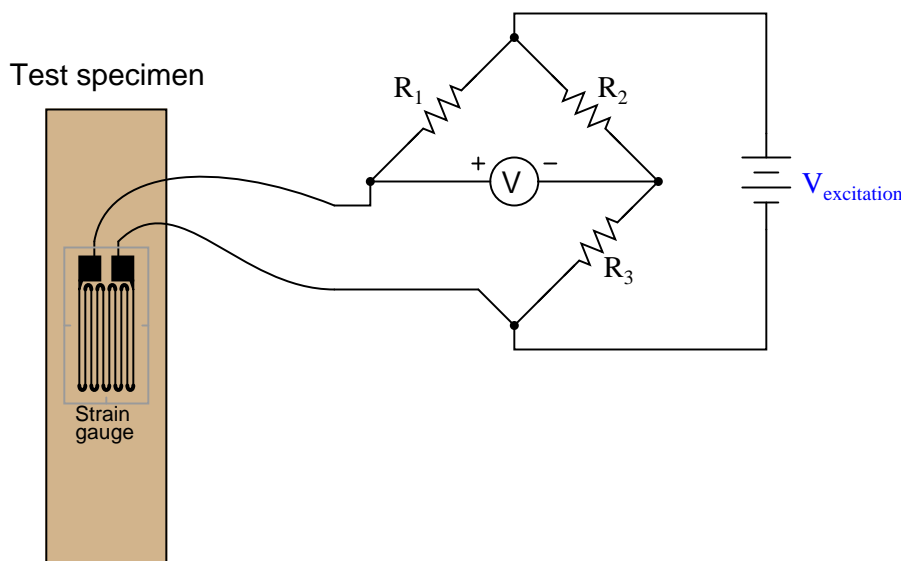 Test specimen
R1
R2
+
V
−
Vexcitation
R3
Strain
gauge